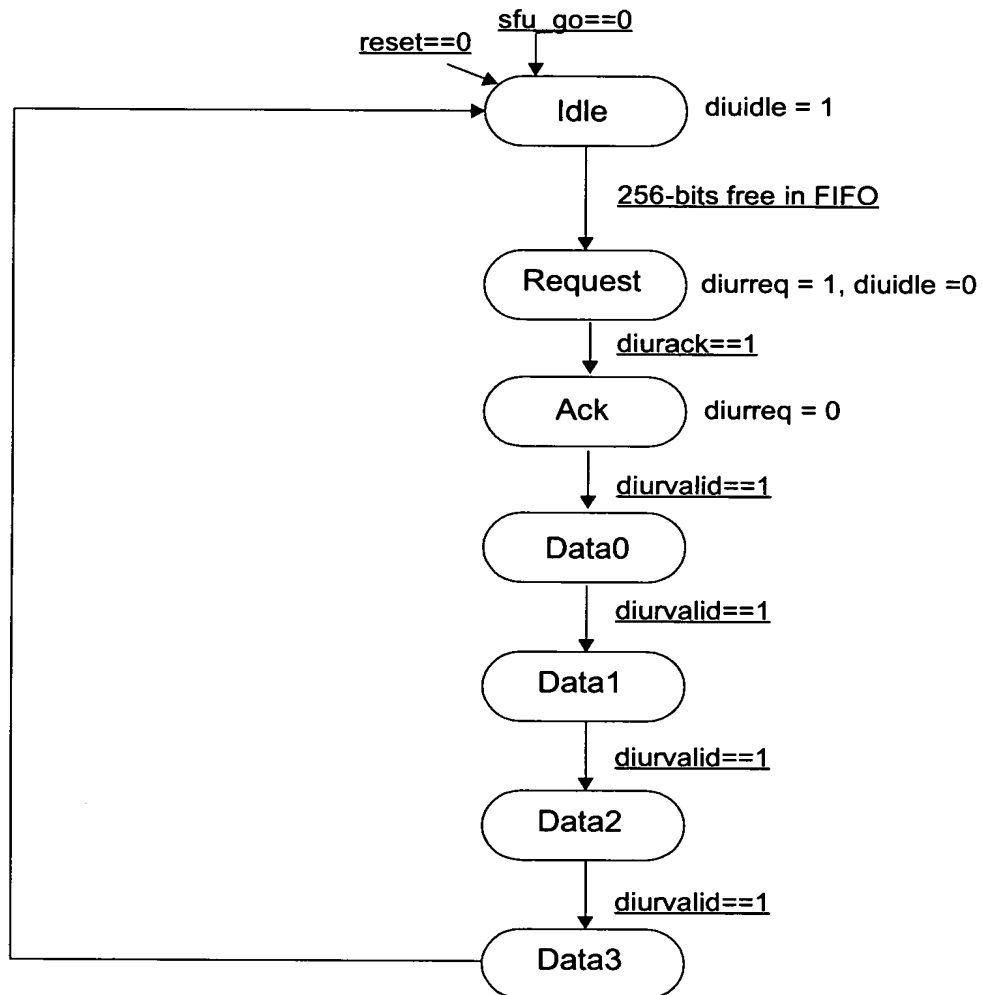 sfu_go==0
reset==0
Idle
diuidle = 1
256-bits free in FIFO
Request
diurreq = 1, diuidle =0
diurack==1
Ack
diurreq = 0
diurvalid==1
Data0
diurvalid==1
Data1
diurvalid==1
Data2
diurvalid==1
Data3